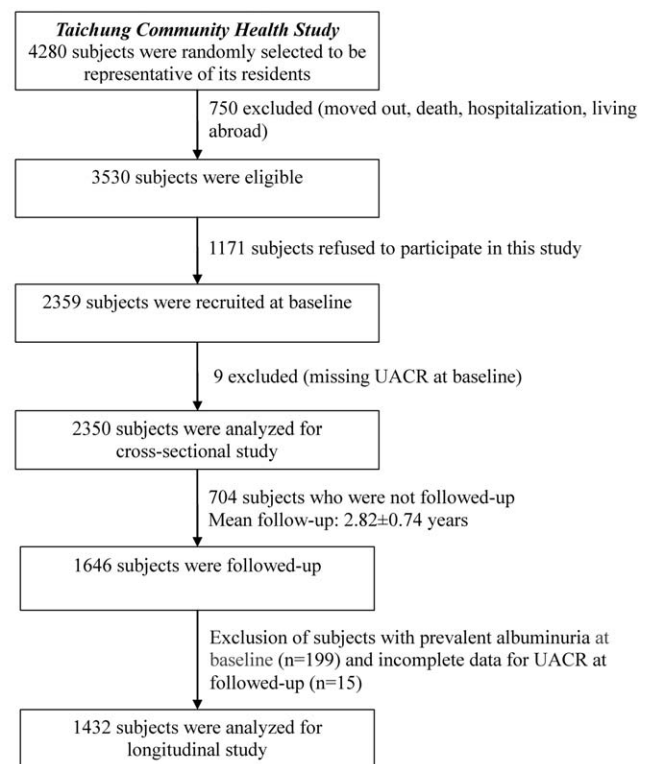 Taichung Community Health Study
4280 subjects were randomly selected to be
representative of its residents
750 excluded (moved out, death, hospitalization, living
abroad)
3530 subjects were eligible
1171 subjects refused to participate in this study
2359 subjects were recruited at baseline
9 excluded (missing UACR at baseline)
2350 subjects were analyzed for
cross-sectional study
704 subjects who were not followed-up
Mean follow-up: 2.82±0.74 years
1646 subjects were followed-up
Exclusion of subjects with prevalent albuminuria at
baseline (n=199) and incomplete data for UACR at
followed-up (n=15)
1432 subjects were analyzed for
longitudinal study